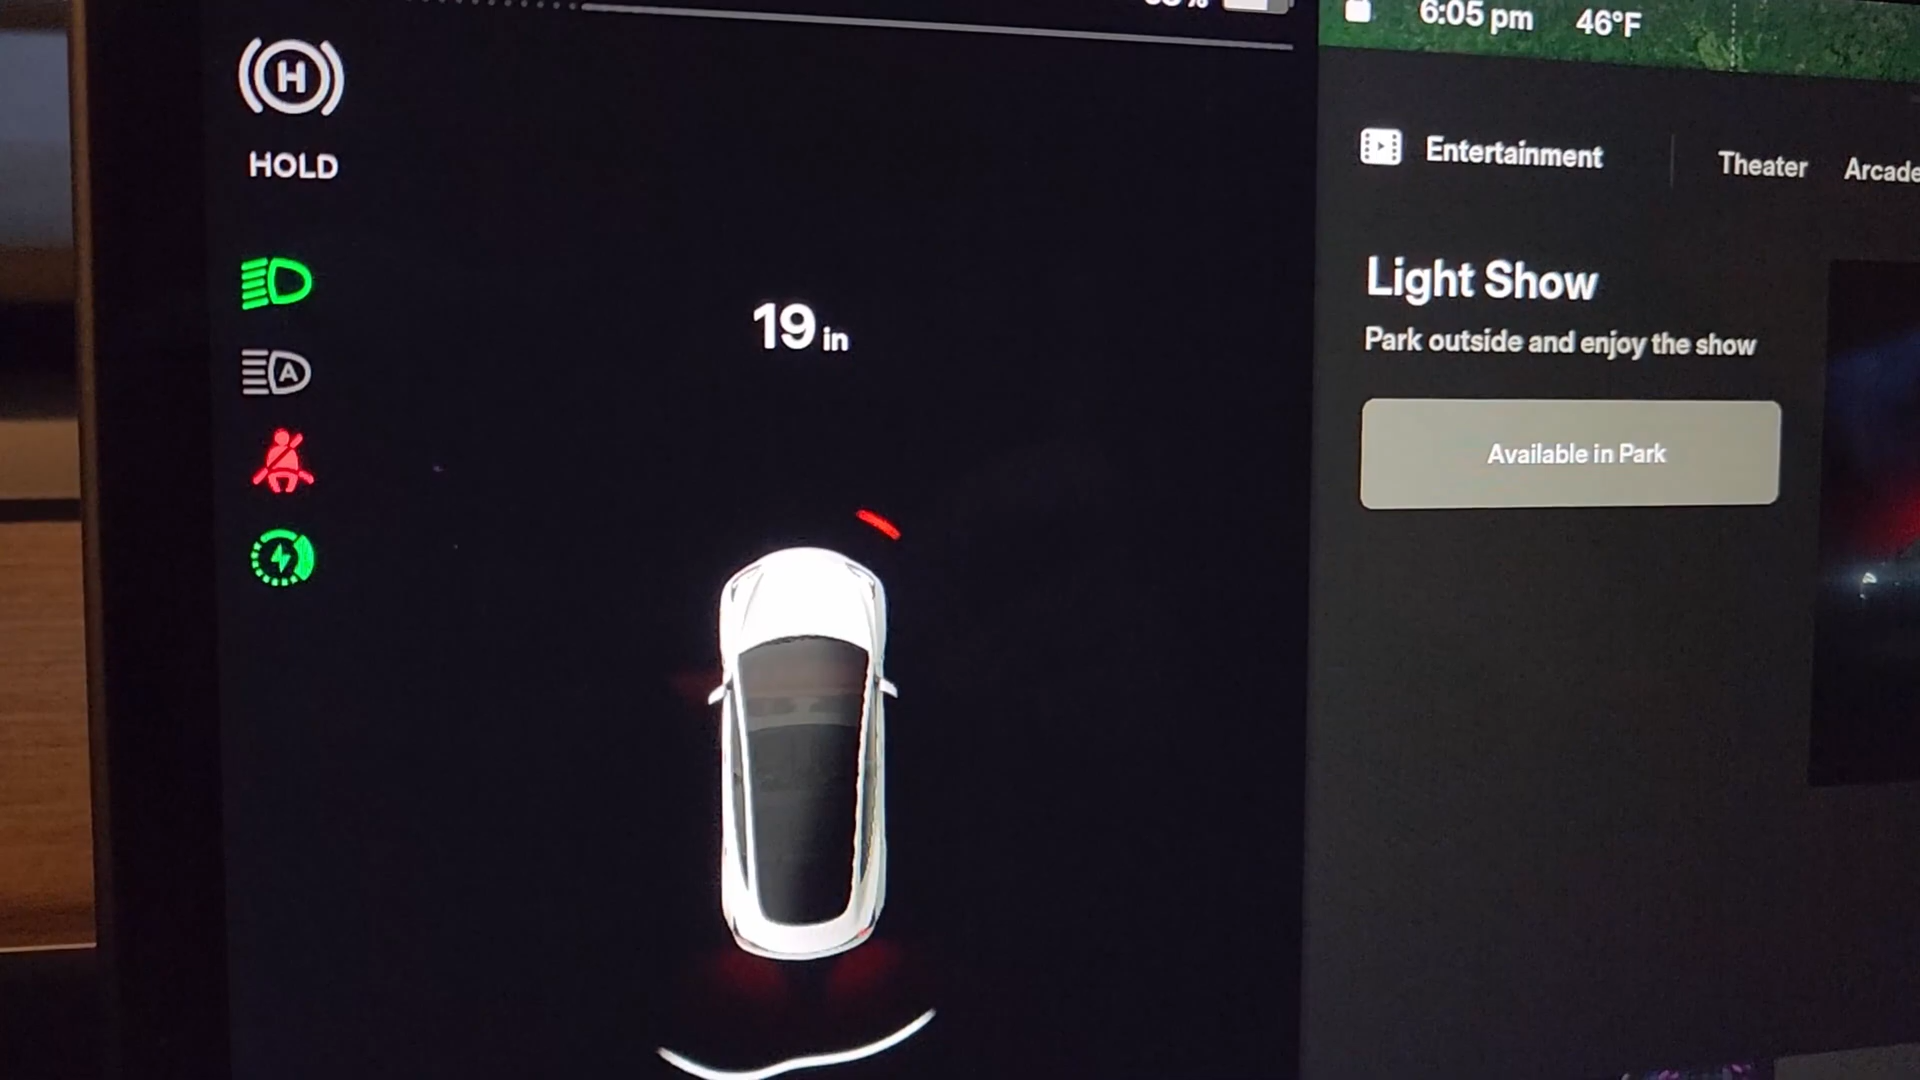 6:05 pm 46°F
H
HOLD
A
19 in
Entertainment Theater Arcade
Light Show
Park outside and enjoy the show
Available in Park